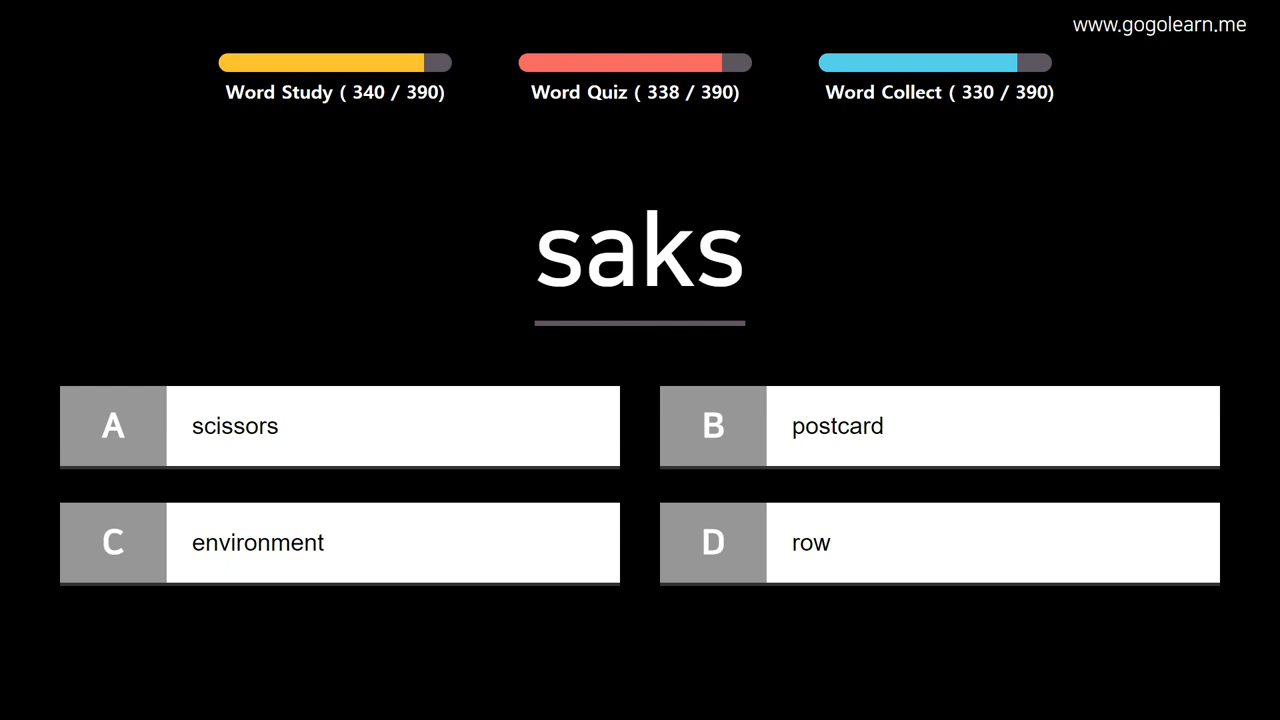 www.gogolearn.me
Word Study ( 340 / 390)
Word Quiz ( 338 / 390)
Word Collect ( 330 / 390)
saks
A scissors
B postcard
C environment
D row